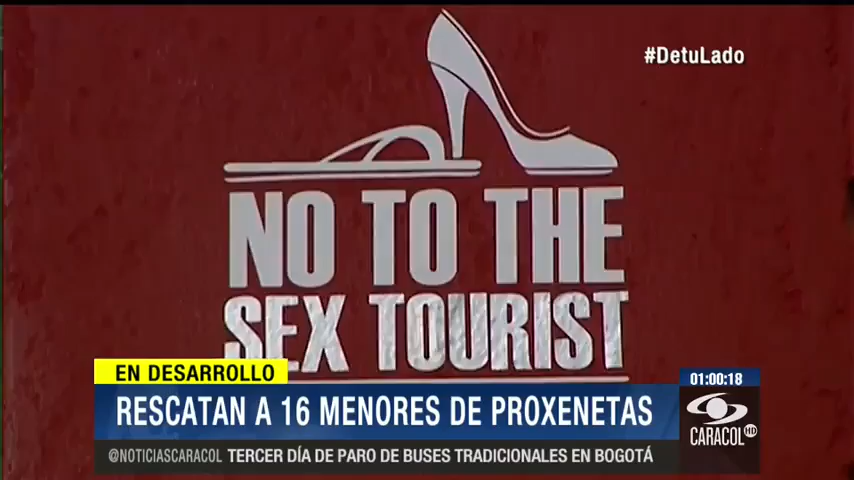 #DetuLado
NO TO THE
SEX TOURIST
EN DESARROLLO
01:00:18
RESCATAN A 16 MENORES DE PROXENETAS
CARACOL HD
@NOTICIASCARACOL TERCER DÍA DE PARO DE BUSES TRADICIONALES EN BOGOTÁ